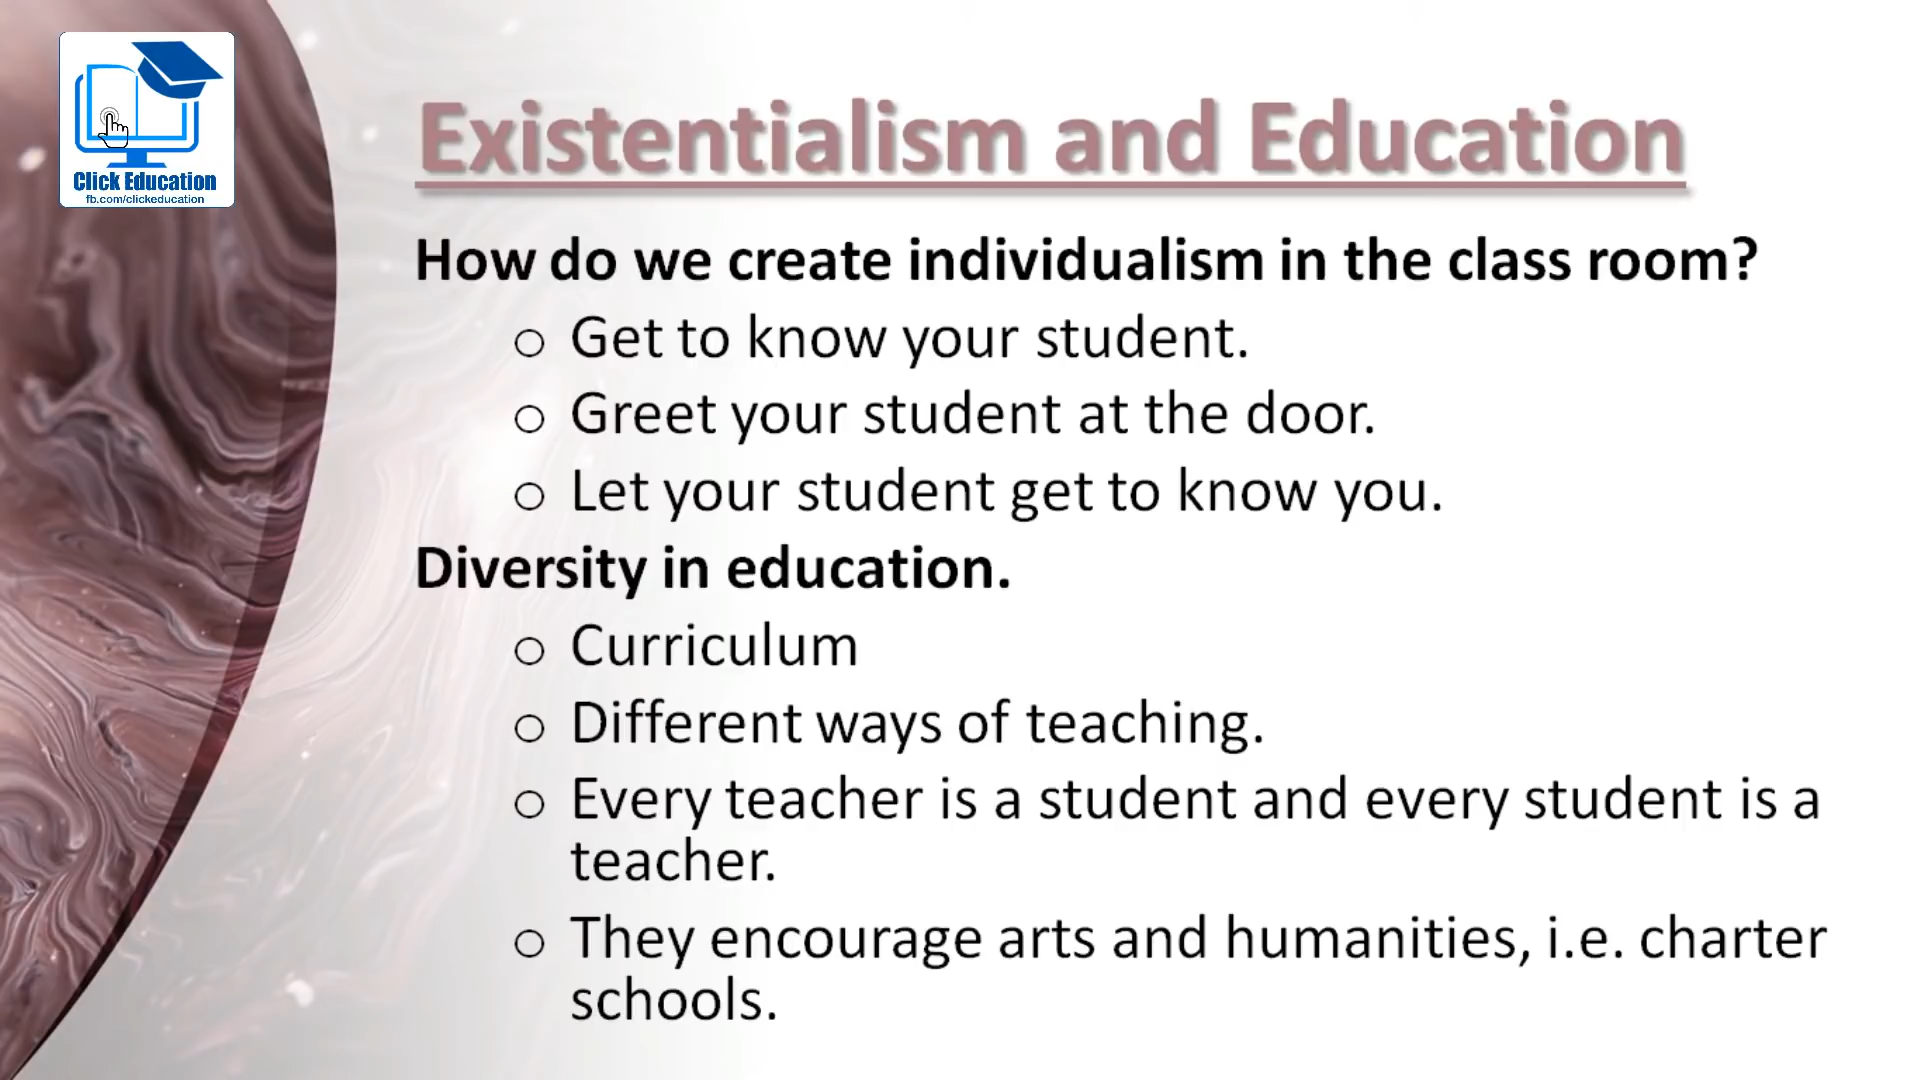 Click Education
fb.com/clickeducation
Existentialism and Education
How do we create individualism in the class room?
o Get to know your student.
o Greet your student at the door.
o Let your student get to know you.
Diversity in education.
o Curriculum
o Different ways of teaching.
o Every teacher is a student and every student is a
teacher.
o They encourage arts and humanities, i.e. charter
schools.